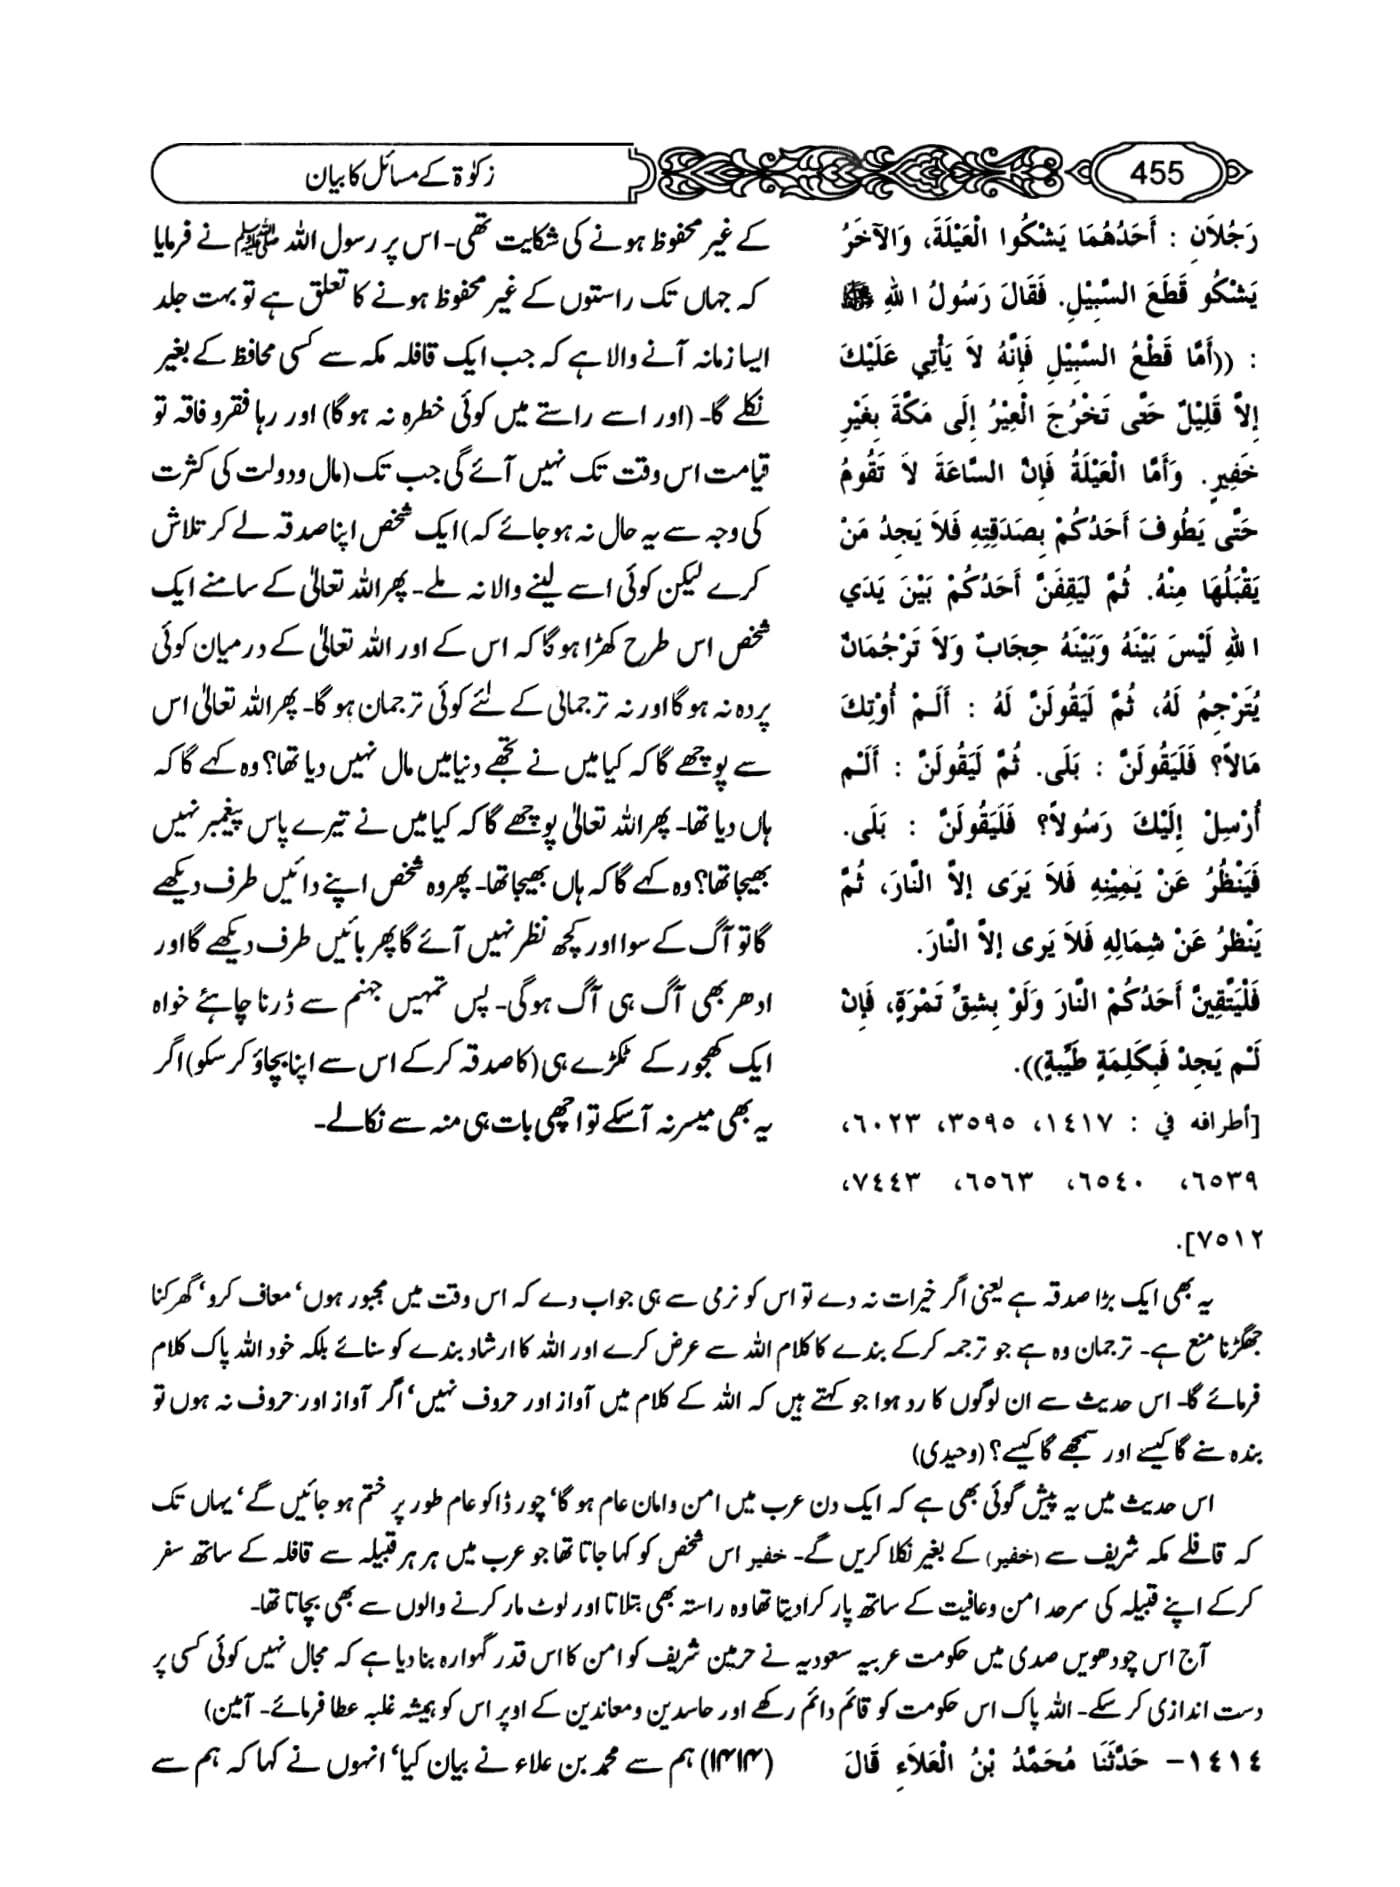 455
زکوٰۃ کے مسائل کا بیان
رَجُلاَنِ : أَحَدُهُمَا يَشْكُوا الْعَيْلَةَ، وَالآخَرُ
يَشْكُو قَطَعَ السَّبِيْلِ. فَقَالَ رَسُولُ اللهِ ﷺ
: ((أَمَّا قَطْعُ السَّبِيْلِ فَإِنَّهُ لاَ يَأْتِي عَلَيْكَ
إِلاَّ قَلِيْلٌ حَتَّى تَخْرُجَ الْعِيْرُ إِلَى مَكَّةَ بِغَيْرِ
خَفِيرٍ. وَأَمَّا الْعَيْلَةُ فَإِنَّ السَّاعَةَ لاَ تَقُومُ
حَتَّى يَطُوفَ أَحَدُكُمْ بِصَدَقَتِهِ فَلاَ يَجِدُ مَنْ
يَقْبَلُهَا مِنْهُ. ثُمَّ لَيَقِفَنَّ أَحَدُكُمْ بَيْنَ يَدَي
اللهِ لَيْسَ بَيْنَهُ وَبَيْنَهُ حِجَابٌ وَلاَ تَرْجُمَانٌ
يُتَرْجِمُ لَهُ، ثُمَّ لَيَقُولَنَّ لَهُ : أَلَمْ أُوْتِكَ
مَالاً؟ فَلَيَقُولَنَّ : بَلَى. ثُمَّ لَيَقُولَنَّ : أَلَمْ
أُرْسِلْ إِلَيْكَ رَسُولاً؟ فَلَيَقُولَنَّ : بَلَى.
فَيَنْظُرُ عَنْ يَمِيْنِهِ فَلاَ يَرَى إِلاَّ النَّارَ، ثُمَّ
يَنْظُرُ عَنْ شِمَالِهِ فَلاَ يَرَى إِلاَّ النَّارَ.
فَلْيَتَّقِيَنَّ أَحَدُكُمْ النَّارَ وَلَوْ بِشِقِّ تَمْرَةٍ، فَإِنْ
لَمْ يَجِدْ فَبِكَلِمَةٍ طَيِّبةٍ)).
[أطرافه في : ١٤١٧، ٣٥٩٥، ٦٠٢٣،
٦٥٣٩، ٦٥٤٠، ٦٥٦٣، ٧٤٤٣،
٧٥١٢].
کے غیر محفوظ ہونے کی شکایت تھی۔ اس پر رسول اللہ ﷺ نے فرمایا
کہ جہاں تک راستوں کے غیر محفوظ ہونے کا تعلق ہے تو بہت جلد
ایسا زمانہ آنے والا ہے کہ جب ایک قافلہ مکہ سے کسی محافظ کے بغیر
نکلے گا۔ (اور اسے راستے میں کوئی خطرہ نہ ہو گا) اور رہا فقر و فاقہ تو
قیامت اس وقت تک نہیں آئے گی جب تک (مال و دولت کی کثرت
کی وجہ سے یہ حال نہ ہو جائے کہ) ایک شخص اپنا صدقہ لے کر تلاش
کرے لیکن کوئی اسے لینے والا نہ ملے۔ پھر اللہ تعالیٰ کے سامنے ایک
شخص اس طرح کھڑا ہو گا کہ اس کے اور اللہ تعالیٰ کے درمیان کوئی
پردہ نہ ہو گا اور نہ ترجمانی کے لئے کوئی ترجمان ہو گا۔ پھر اللہ تعالیٰ اس
سے پوچھے گا کہ کیا میں نے تجھے دنیا میں مال نہیں دیا تھا؟ وہ کہے گا کہ
ہاں دیا تھا۔ پھر اللہ تعالیٰ پوچھے گا کہ کیا میں نے تیرے پاس پیغمبر نہیں
بھیجا تھا؟ وہ کہے گا کہ ہاں بھیجا تھا۔ پھر وہ شخص اپنے دائیں طرف دیکھے
گا تو آگ کے سوا اور کچھ نظر نہیں آئے گا پھر بائیں طرف دیکھے گا اور
ادھر بھی آگ ہی آگ ہو گی۔ پس تمہیں جہنم سے ڈرنا چاہئے خواہ
ایک کھجور کے ٹکڑے ہی (کا صدقہ کر کے اس سے اپنا بچاؤ کر سکو) اگر
یہ بھی میسر نہ آ سکے تو اچھی بات ہی منہ سے نکالے۔
یہ بھی ایک بڑا صدقہ ہے یعنی اگر خیرات نہ دے تو اس کو نرمی سے ہی جواب دے کہ اس وقت میں مجبور ہوں‘ معاف کرو‘ گھرکنا
جھگڑنا منع ہے۔ ترجمان وہ ہے جو ترجمہ کر کے بندے کا کلام اللہ سے عرض کرے اور اللہ کا ارشاد بندے کو سنائے بلکہ خود اللہ پاک کلام
فرمائے گا۔ اس حدیث سے ان لوگوں کا رد ہوا جو کہتے ہیں کہ اللہ کے کلام میں آواز اور حروف نہیں‘ اگر آواز اور حروف نہ ہوں تو
بندہ سنے گا کیسے اور سمجھے گا کیسے؟ (وحیدی)
اس حدیث میں یہ پیش گوئی بھی ہے کہ ایک دن عرب میں امن و امان عام ہو گا‘ چور ڈاکو عام طور پر ختم ہو جائیں گے‘ یہاں تک
کہ قافلے مکہ شریف سے (خفیر) کے بغیر نکلا کریں گے۔ خفیر اس شخص کو کہا جاتا تھا جو عرب میں ہر ہر قبیلہ سے قافلہ کے ساتھ سفر
کر کے اپنے قبیلہ کی سرحد امن و عافیت کے ساتھ پار کرا دیتا تھا وہ راستہ بھی بتلاتا اور لوٹ مار کرنے والوں سے بھی بچاتا تھا۔
آج اس چودھویں صدی میں حکومت عربیہ سعودیہ نے حرمین شریف کو امن کا اس قدر گہوارہ بنا دیا ہے کہ مجال نہیں کوئی کسی پر
دست اندازی کر سکے۔ اللہ پاک اس حکومت کو قائم دائم رکھے اور حاسدین و معاندین کے اوپر اس کو ہمیشہ غلبہ عطا فرمائے۔ آمین)
١٤١٤- حَدَّثَنَا مُحَمَّدُ بْنُ الْعَلاَءِ قَالَ
(۱۴۱۴) ہم سے محمد بن علاء نے بیان کیا‘ انہوں نے کہا کہ ہم سے